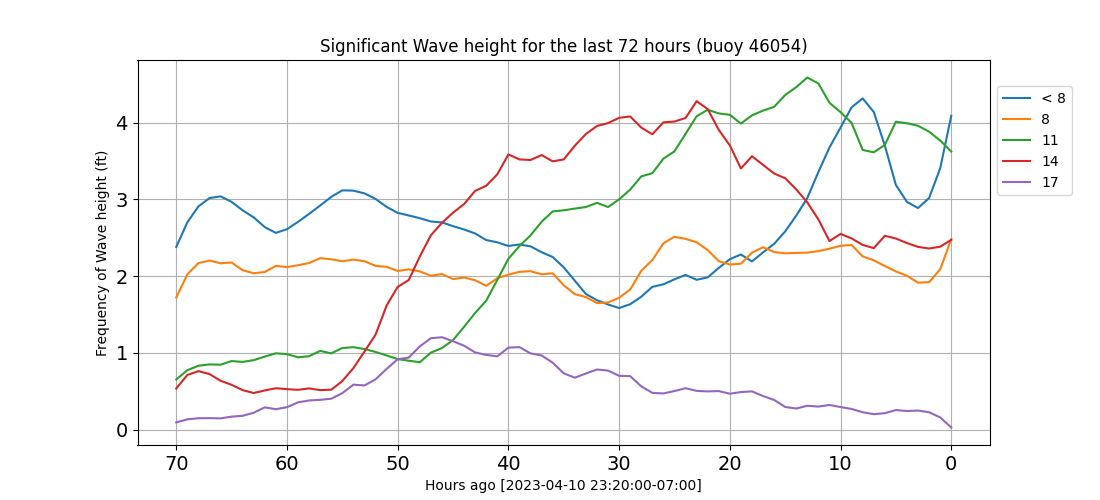 Significant Wave height for the last 72 hours (buoy 46054)
Frequency of Wave height (ft)
4
3
2
1
0
70 60 50 40 30 20 10 0
Hours ago [2023-04-10 23:20:00-07:00]
< 8
8
11
14
17